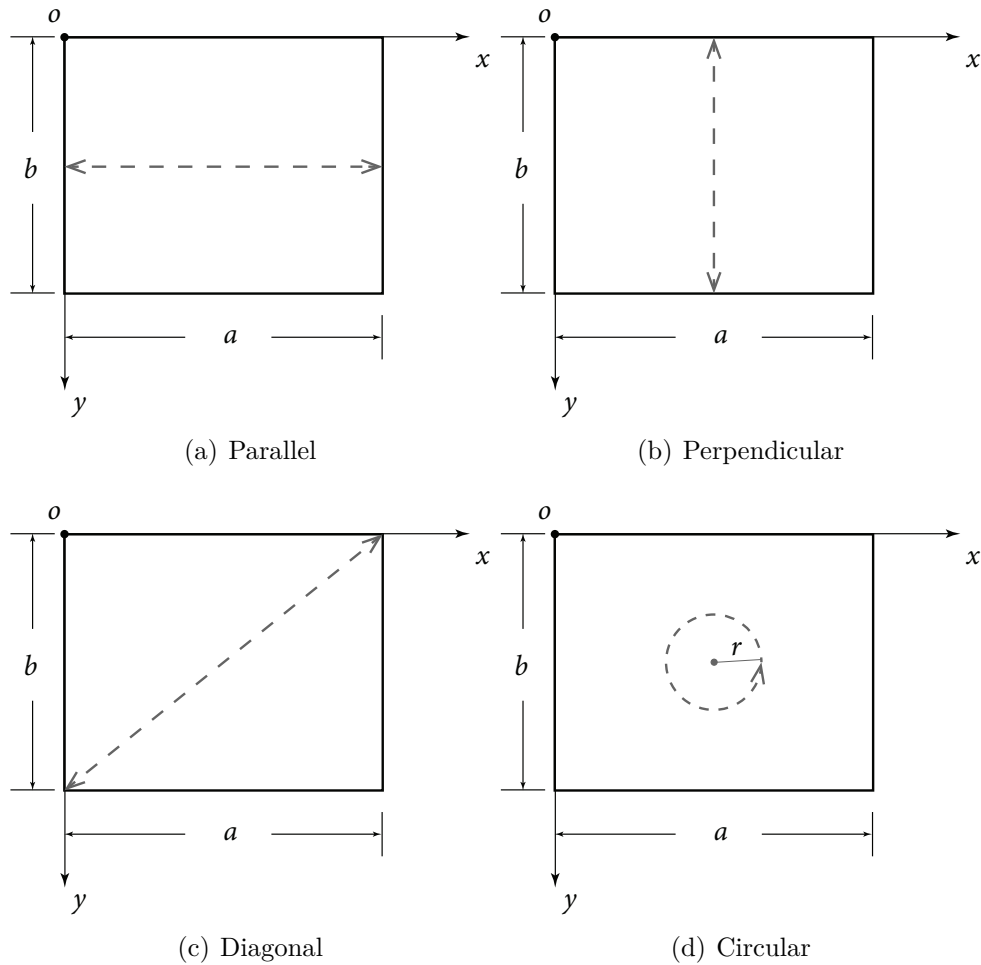 o
x
b
a
y
(a) Parallel
o
x
b
a
y
(b) Perpendicular
o
x
b
a
y
(c) Diagonal
o
x
b
r
a
y
(d) Circular